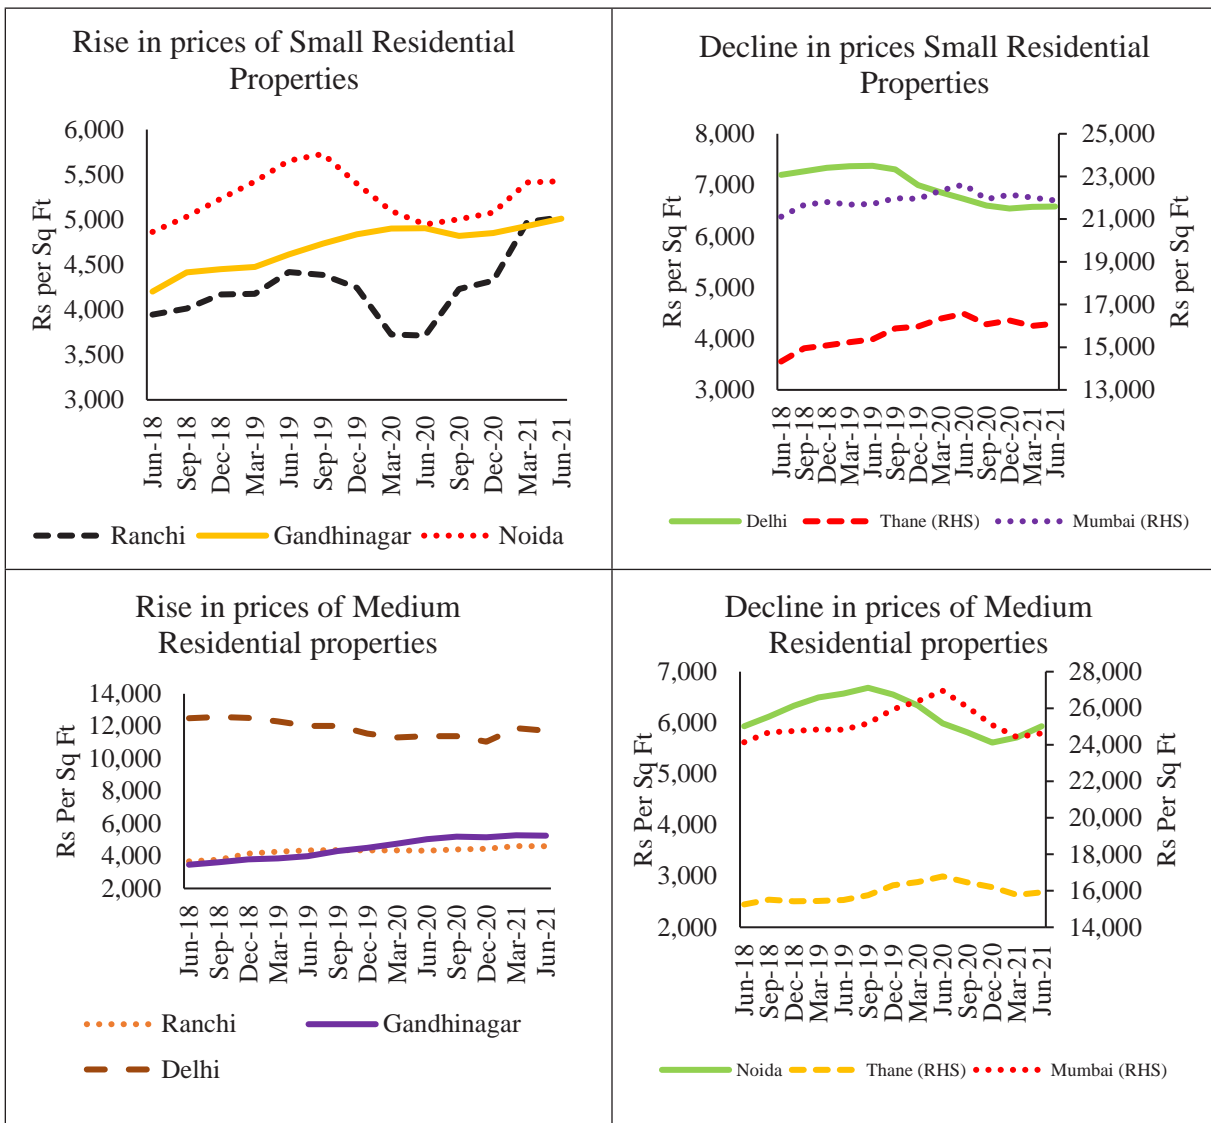 Rise in prices of Small Residential
Properties
Rs per Sq Ft
6,000
5,500
5,000
4,500
4,000
3,500
3,000
Jun-18
Sep-18
Dec-18
Mar-19
Jun-19
Sep-19
Dec-19
Mar-20
Jun-20
Sep-20
Dec-20
Mar-21
Jun-21
Ranchi Gandhinagar Noida
Decline in prices Small Residential
Properties
Rs per Sq Ft
8,000
7,000
6,000
5,000
4,000
3,000
25,000
23,000
21,000
19,000
17,000
15,000
13,000
Rs per Sq Ft
Jun-18
Sep-18
Dec-18
Mar-19
Jun-19
Sep-19
Dec-19
Mar-20
Jun-20
Sep-20
Dec-20
Mar-21
Jun-21
Delhi Thane (RHS) Mumbai (RHS)
Rise in prices of Medium
Residential properties
Rs Per Sq Ft
14,000
12,000
10,000
8,000
6,000
4,000
2,000
Jun-18
Sep-18
Dec-18
Mar-19
Jun-19
Sep-19
Dec-19
Mar-20
Jun-20
Sep-20
Dec-20
Mar-21
Jun-21
Ranchi Gandhinagar
Delhi
Decline in prices of Medium
Residential properties
Rs Per Sq Ft
7,000
6,000
5,000
4,000
3,000
2,000
28,000
26,000
24,000
22,000
20,000
18,000
16,000
14,000
Rs Per Sq Ft
Jun-18
Sep-18
Dec-18
Mar-19
Jun-19
Sep-19
Dec-19
Mar-20
Jun-20
Sep-20
Dec-20
Mar-21
Jun-21
Noida Thane (RHS) Mumbai (RHS)